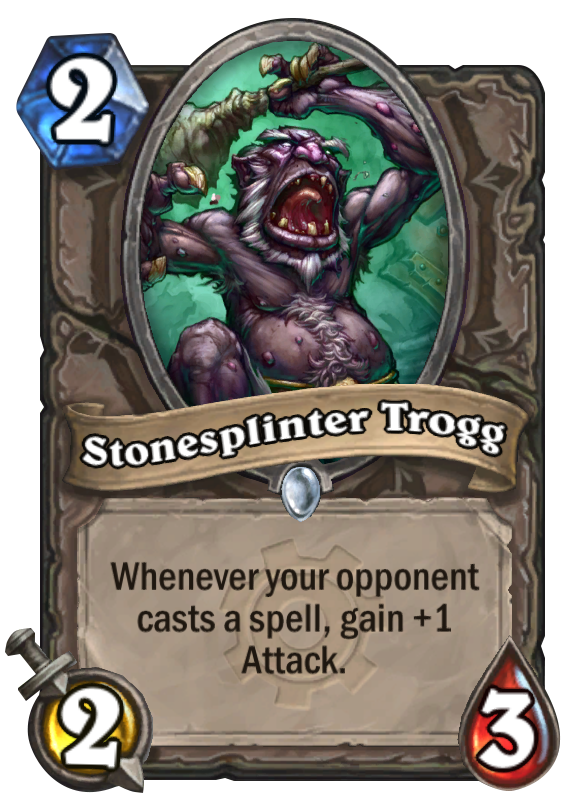 2
Stonesplinter Trogg
Whenever your opponent
casts a spell, gain +1
Attack.
2
3